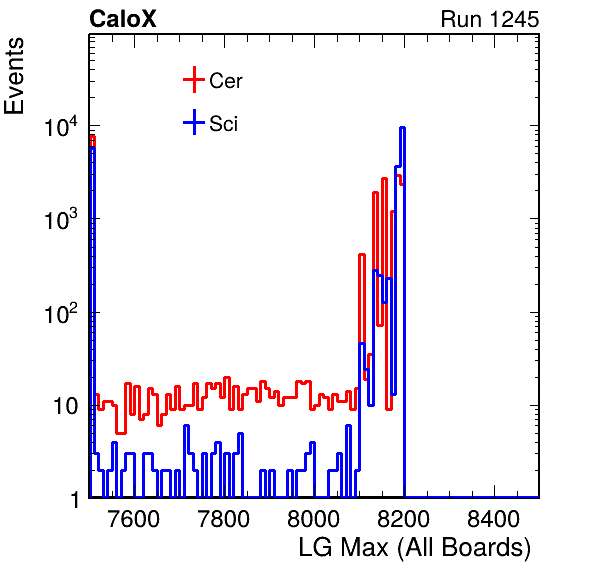 CaloX Run 1245
Events
Cer
Sci
10⁴
10³
10²
10
1
7600 7800 8000 8200 8400
LG Max (All Boards)